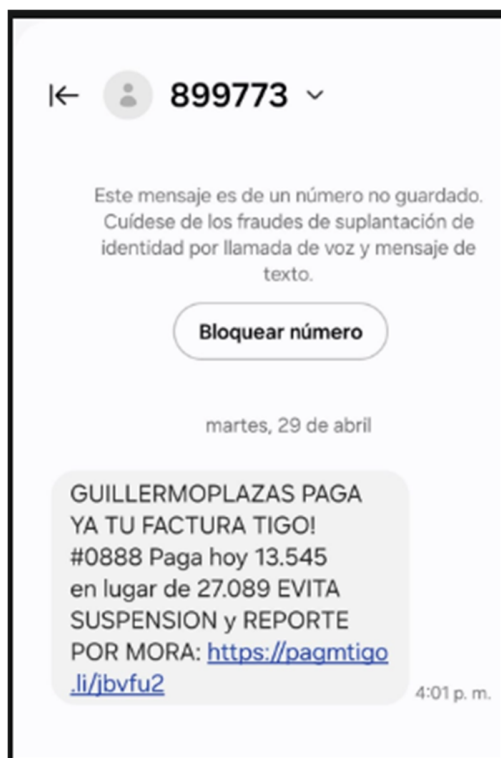 899773
Este mensaje es de un número no guardado.
Cuídese de los fraudes de suplantación de
identidad por llamada de voz y mensaje de
texto.
Bloquear número
martes, 29 de abril
GUILLERMOPLAZAS PAGA
YA TU FACTURA TIGO!
#0888 Paga hoy 13.545
en lugar de 27.089 EVITA
SUSPENSION y REPORTE
POR MORA: https://pagmtigo
.li/jbvfu2
4:01 p. m.